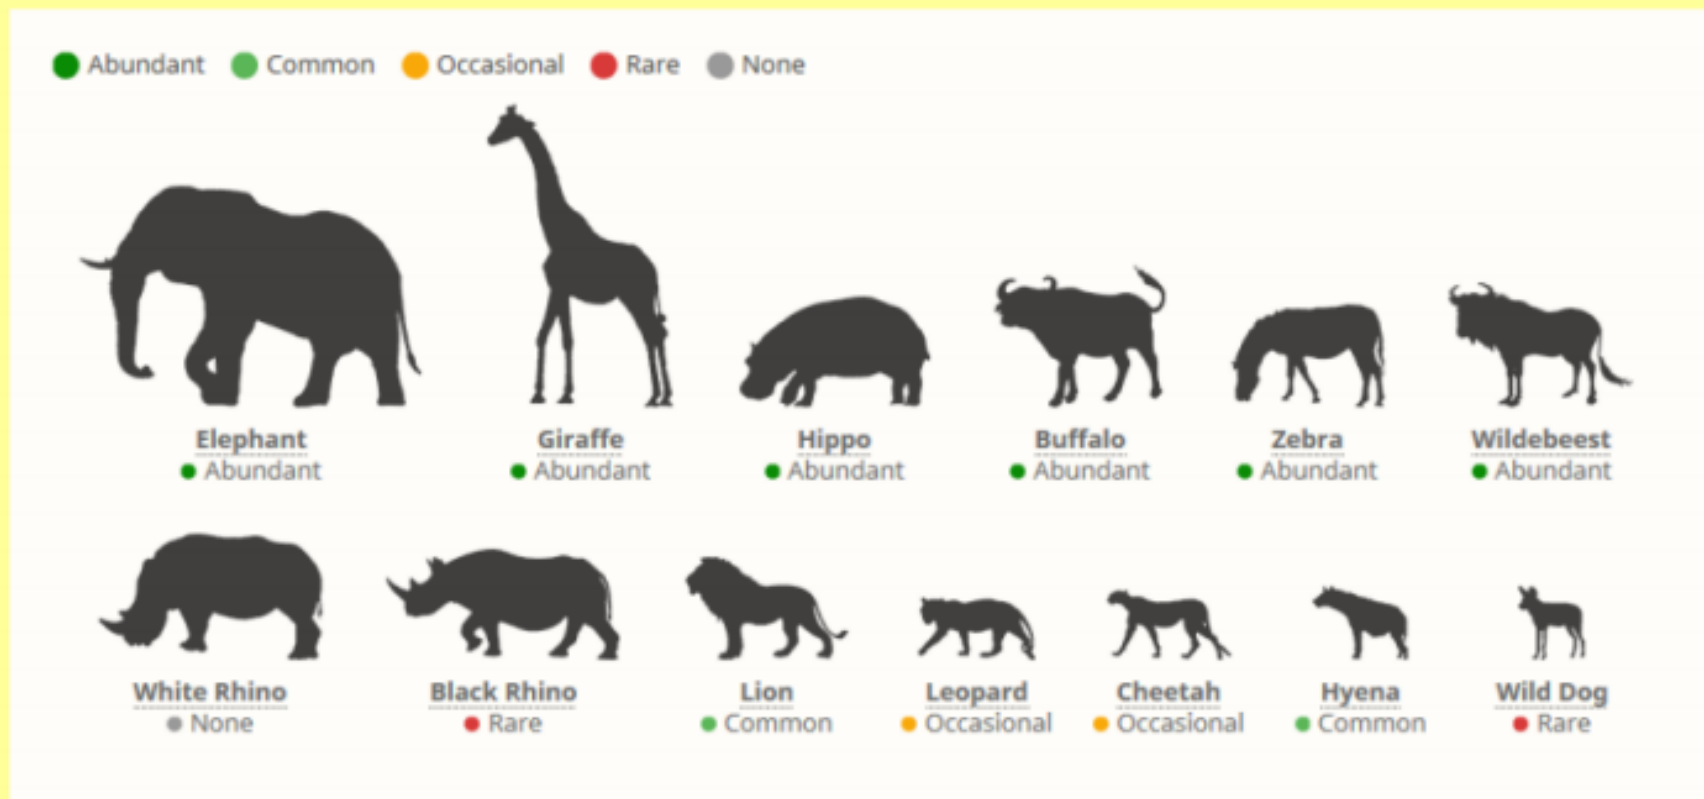 Abundant Common Occasional Rare None
Elephant Giraffe Hippo Buffalo Zebra Wildebeest
Abundant Abundant Abundant Abundant Abundant Abundant
White Rhino Black Rhino Lion Leopard Cheetah Hyena Wild Dog
None Rare Common Occasional Occasional Common Rare